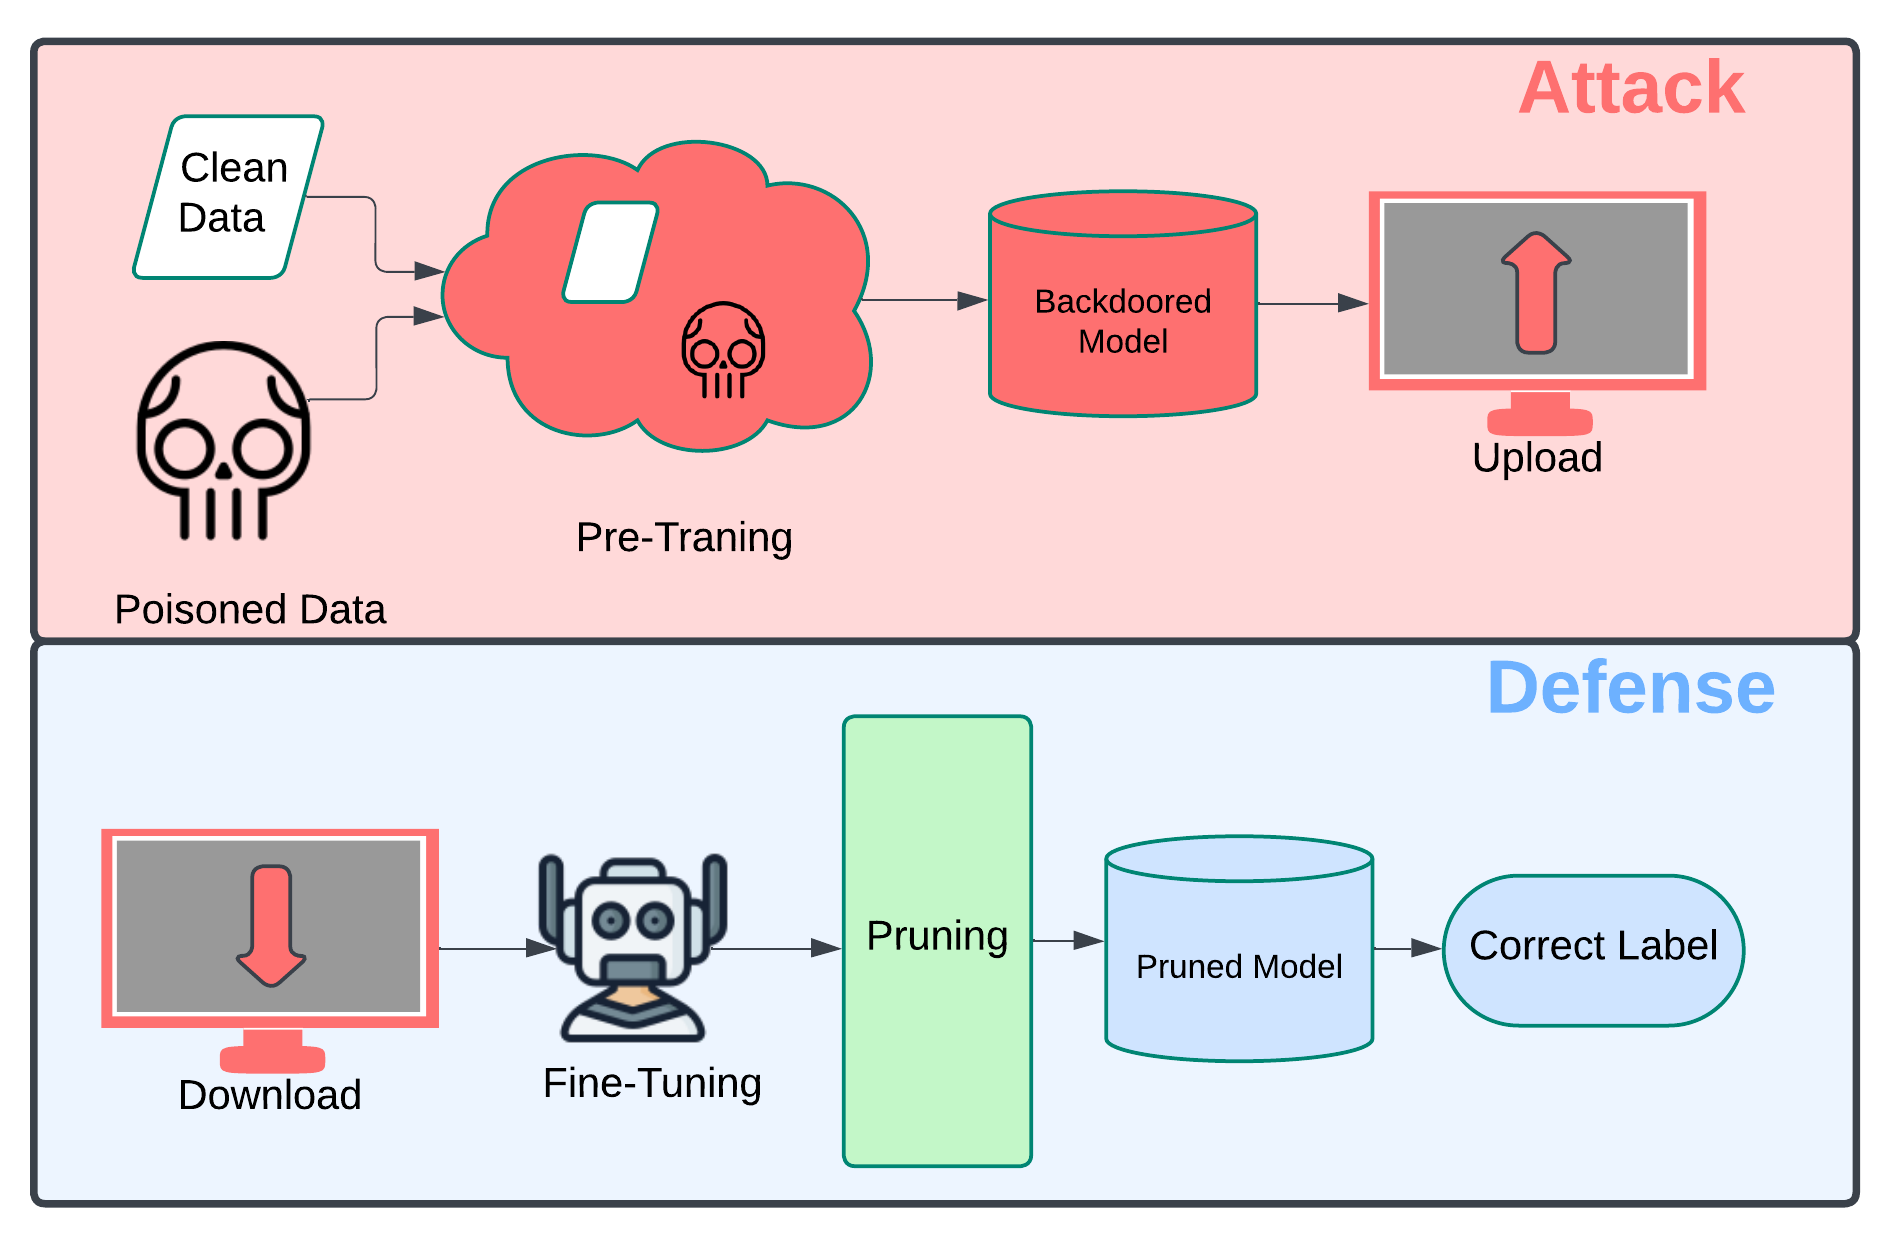 Attack
Clean
Data
Backdoored
Model
Upload
Pre-Traning
Poisoned Data
Defense
Pruning
Pruned Model
Correct Label
Download
Fine-Tuning